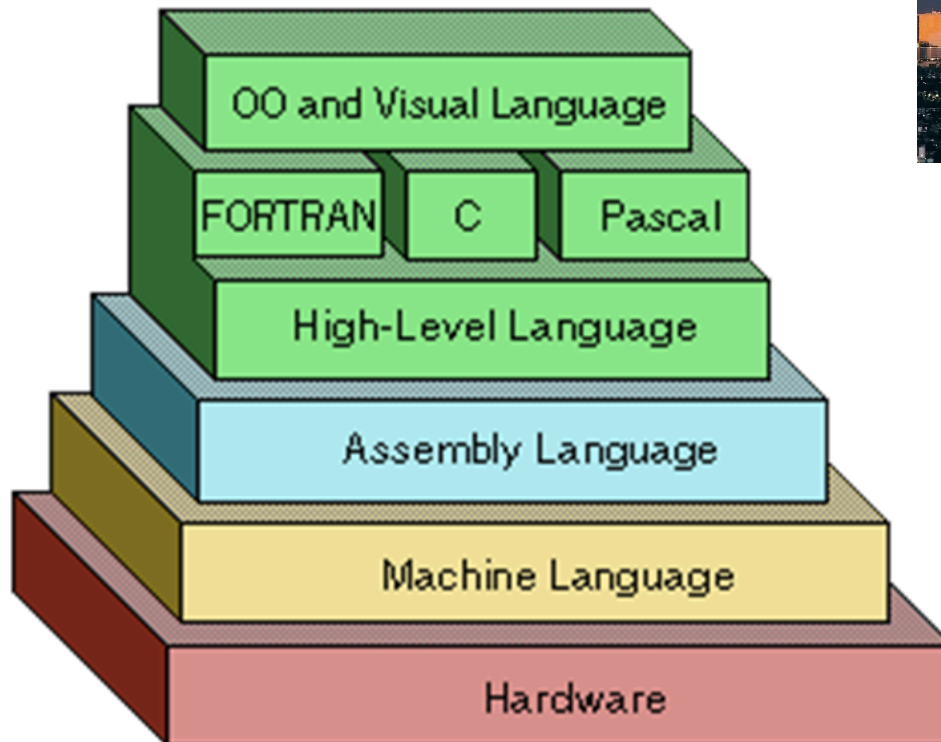 OO and Visual Language
FORTRAN
C
Pascal
High-Level Language
Assembly Language
Machine Language
Hardware